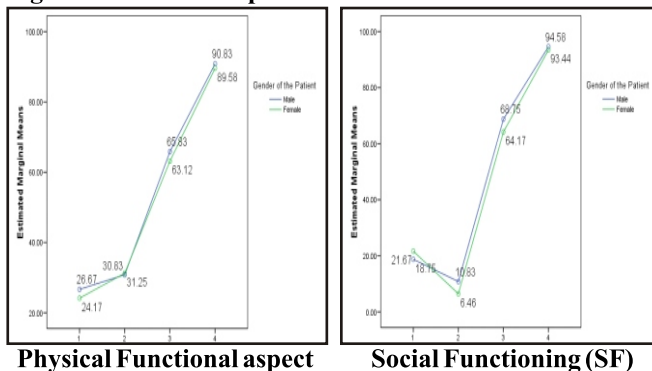 100.00
80.00
60.00
40.00
20.00
Estimated Marginal Means
90.83
89.58
65.83
63.12
30.83
31.25
26.67
24.17
1 2 3 4
Gender of the Patient
Male
Female
Physical Functional aspect
100.00
80.00
60.00
40.00
20.00
0.00
Estimated Marginal Means
94.58
93.44
68.75
64.17
21.67
18.75
10.83
6.46
1 2 3 4
Gender of the Patient
Male
Female
Social Functioning (SF)